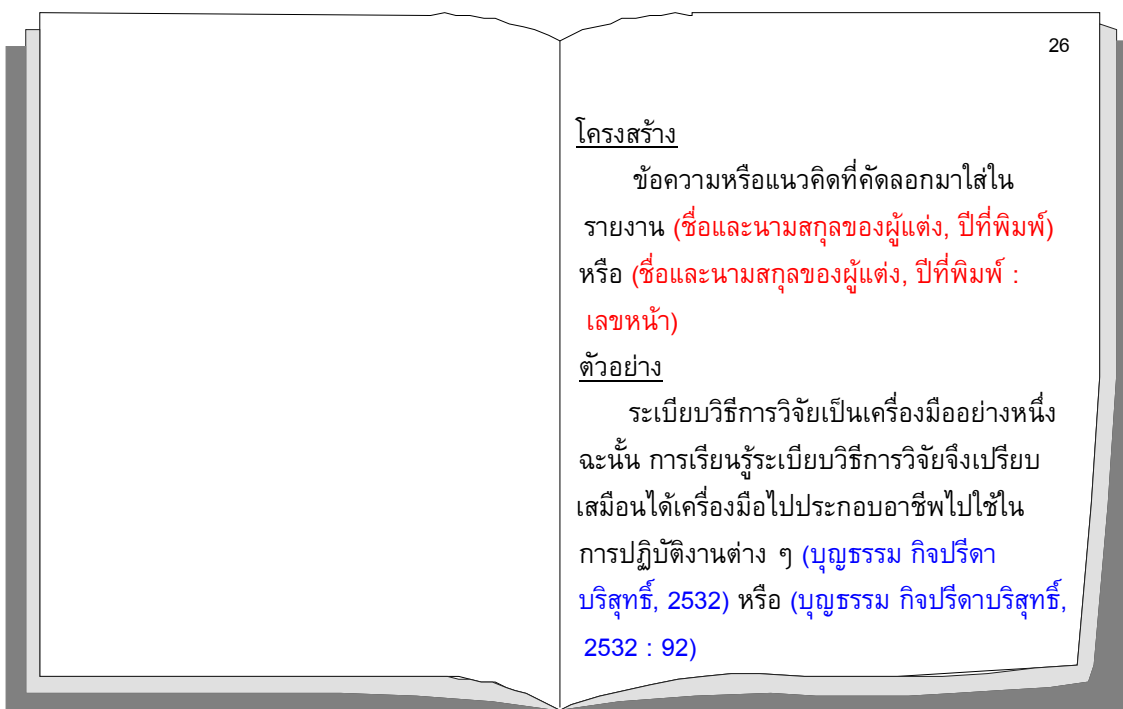 26
โครงสร้าง
ข้อความหรือแนวคิดที่คัดลอกมาใส่ใน
รายงาน (ชื่อและนามสกุลของผู้แต่ง, ปีที่พิมพ์)
หรือ (ชื่อและนามสกุลของผู้แต่ง, ปีที่พิมพ์ :
เลขหน้า)
ตัวอย่าง
ระเบียบวิธีการวิจัยเป็นเครื่องมืออย่างหนึ่ง
ฉะนั้น การเรียนรู้ระเบียบวิธีการวิจัยจึงเปรียบ
เสมือนได้เครื่องมือไปประกอบอาชีพไปใช้ใน
การปฏิบัติงานต่าง ๆ (บุญธรรม กิจปรีดา
บริสุทธิ์, 2532) หรือ (บุญธรรม กิจปรีดาบริสุทธิ์,
2532 : 92)